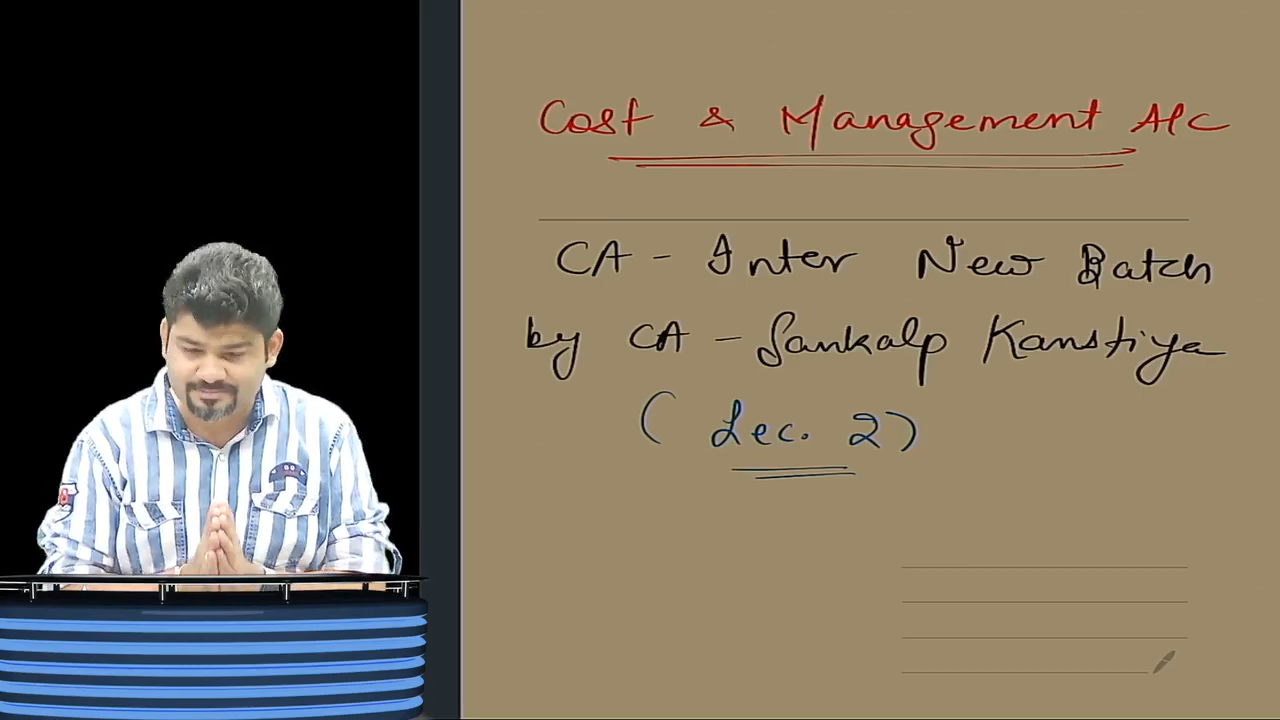 Cost & Management A/c
CA - Inter New Batch
by CA - Sankalp Kanstiya
(Lec. 2)